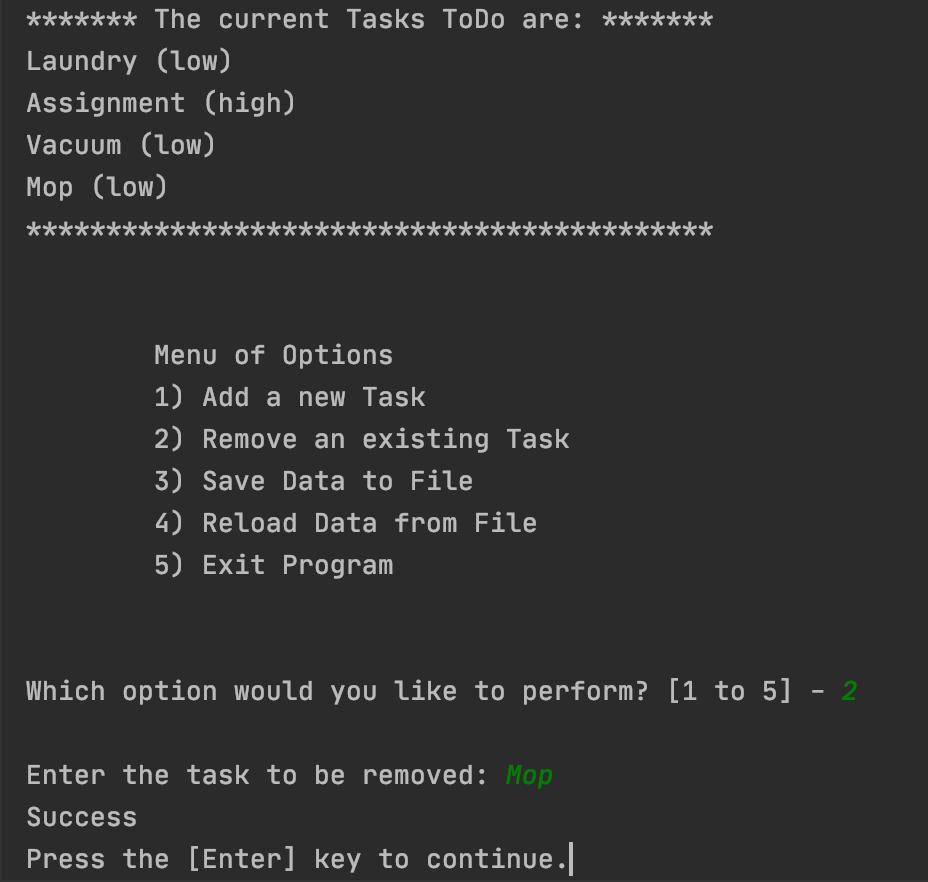 ******* The current Tasks ToDo are: *******
Laundry (low)
Assignment (high)
Vacuum (low)
Mop (low)
*******************************************
Menu of Options
1) Add a new Task
2) Remove an existing Task
3) Save Data to File
4) Reload Data from File
5) Exit Program
Which option would you like to perform? [1 to 5] - 2
Enter the task to be removed: Mop
Success
Press the [Enter] key to continue.